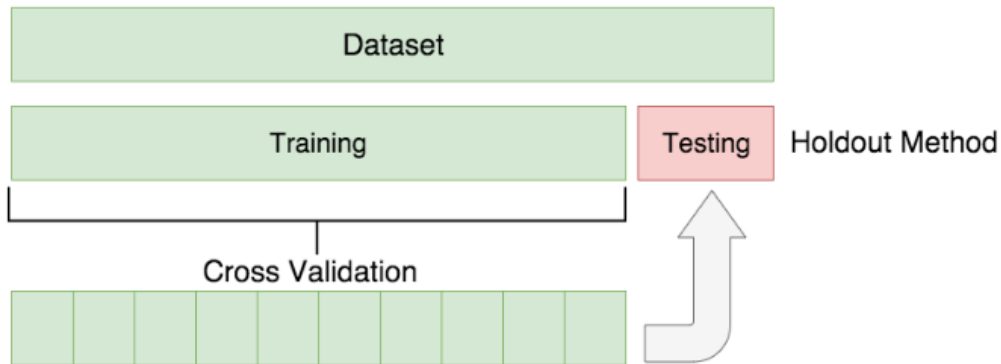 Dataset
Training
Testing
Holdout Method
Cross Validation